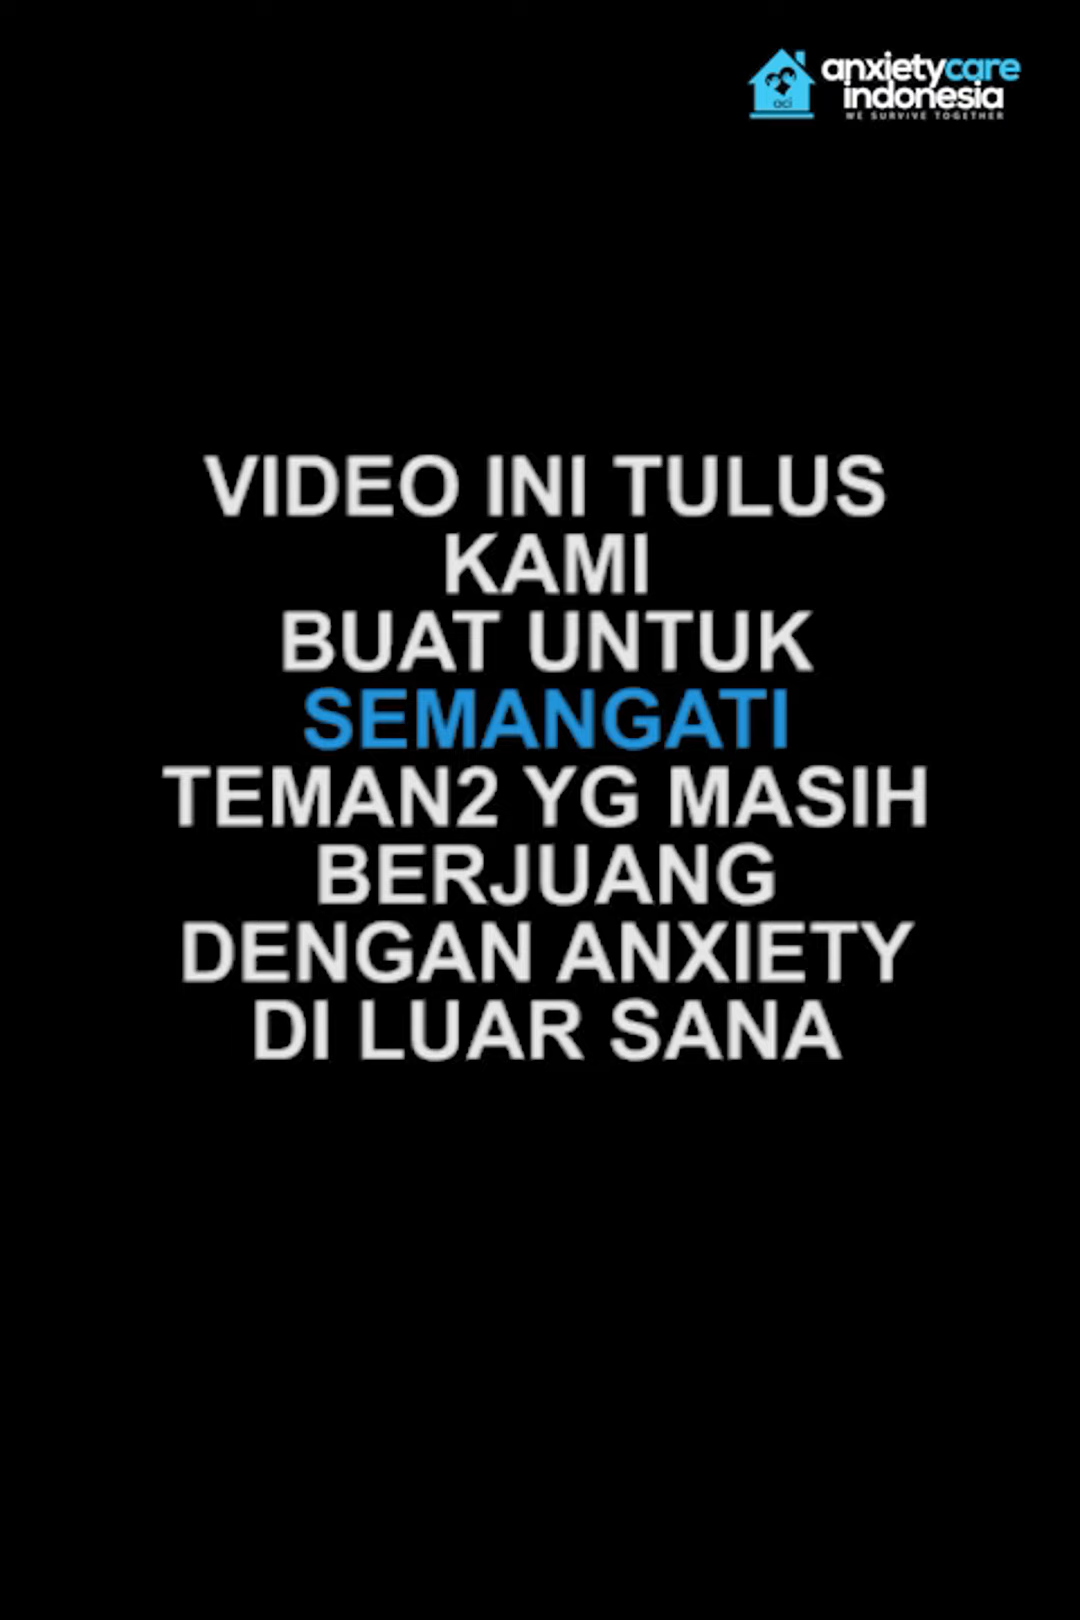 anxietycare
indonesia
WE SURVIVE TOGETHER
aci
VIDEO INI TULUS
KAMI
BUAT UNTUK
SEMANGATI
TEMAN2 YG MASIH
BERJUANG
DENGAN ANXIETY
DI LUAR SANA